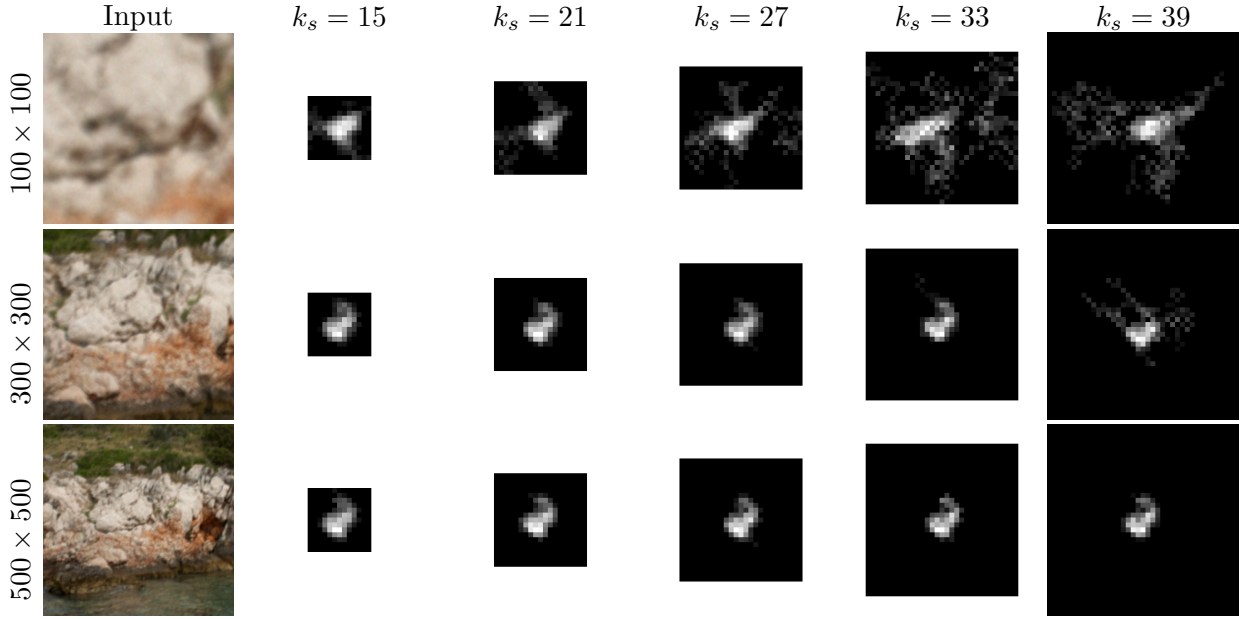 Input $k_s = 15$ $k_s = 21$ $k_s = 27$ $k_s = 33$ $k_s = 39$
100 × 100
300 × 300
500 × 500